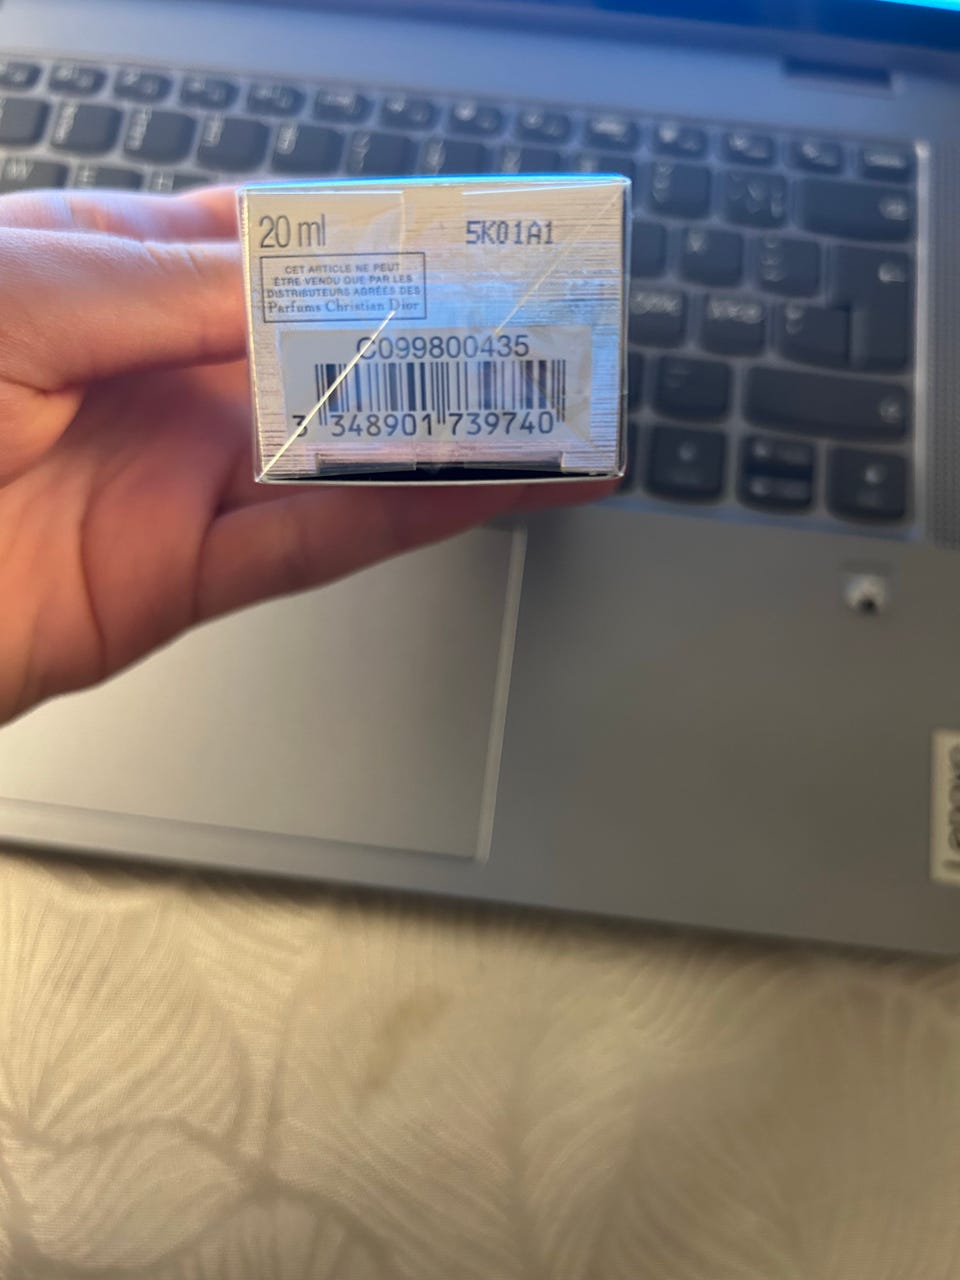 20 ml
5K01A1
CET ARTICLE NE PEUT
ÊTRE VENDU QUE PAR LES
DISTRIBUTEURS AGRÉÉS DES
Parfums Christian Dior
C099800435
3 348901 739740
Lenovo